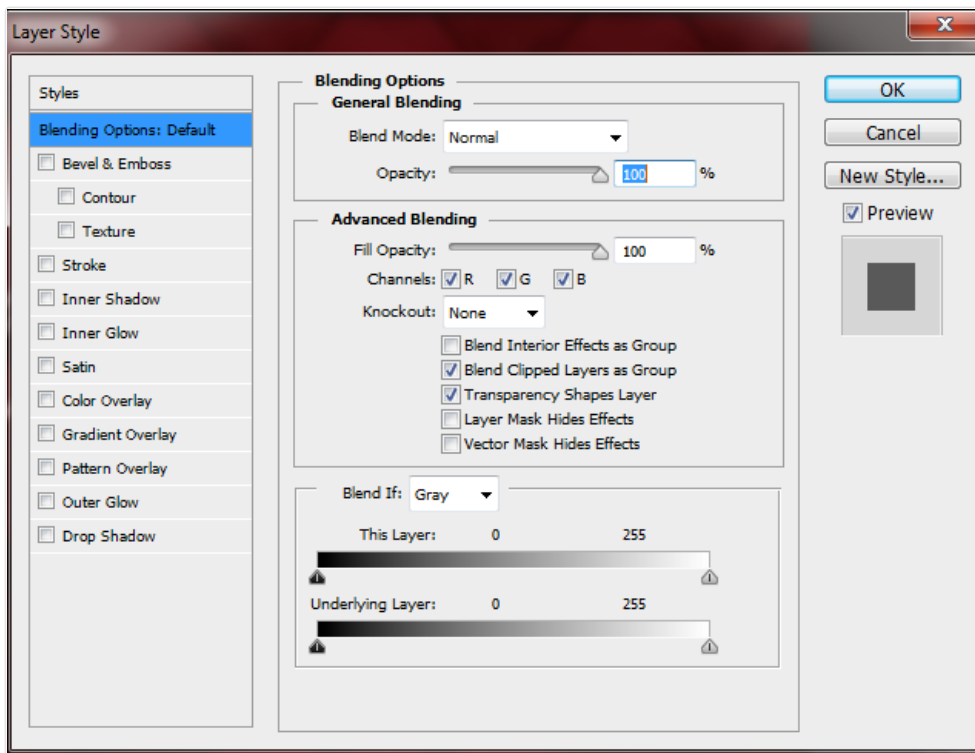 Layer Style
Styles
Blending Options: Default
Bevel & Emboss
Contour
Texture
Stroke
Inner Shadow
Inner Glow
Satin
Color Overlay
Gradient Overlay
Pattern Overlay
Outer Glow
Drop Shadow
Blending Options
General Blending
Blend Mode: Normal
Opacity: 100 %
Advanced Blending
Fill Opacity: 100 %
Channels: R G B
Knockout: None
Blend Interior Effects as Group
Blend Clipped Layers as Group
Transparency Shapes Layer
Layer Mask Hides Effects
Vector Mask Hides Effects
Blend If: Gray
This Layer: 0 255
Underlying Layer: 0 255
OK
Cancel
New Style...
Preview